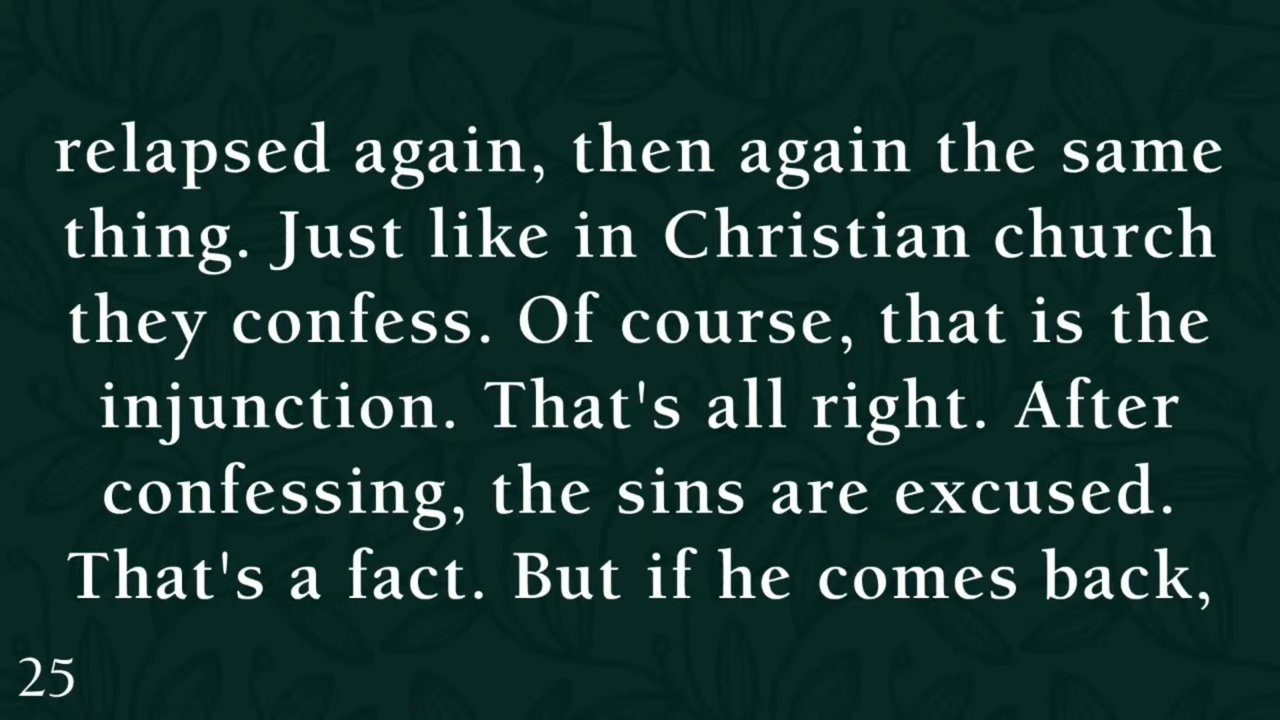 relapsed again, then again the same
thing. Just like in Christian church
they confess. Of course, that is the
injunction. That's all right. After
confessing, the sins are excused.
That's a fact. But if he comes back,
25